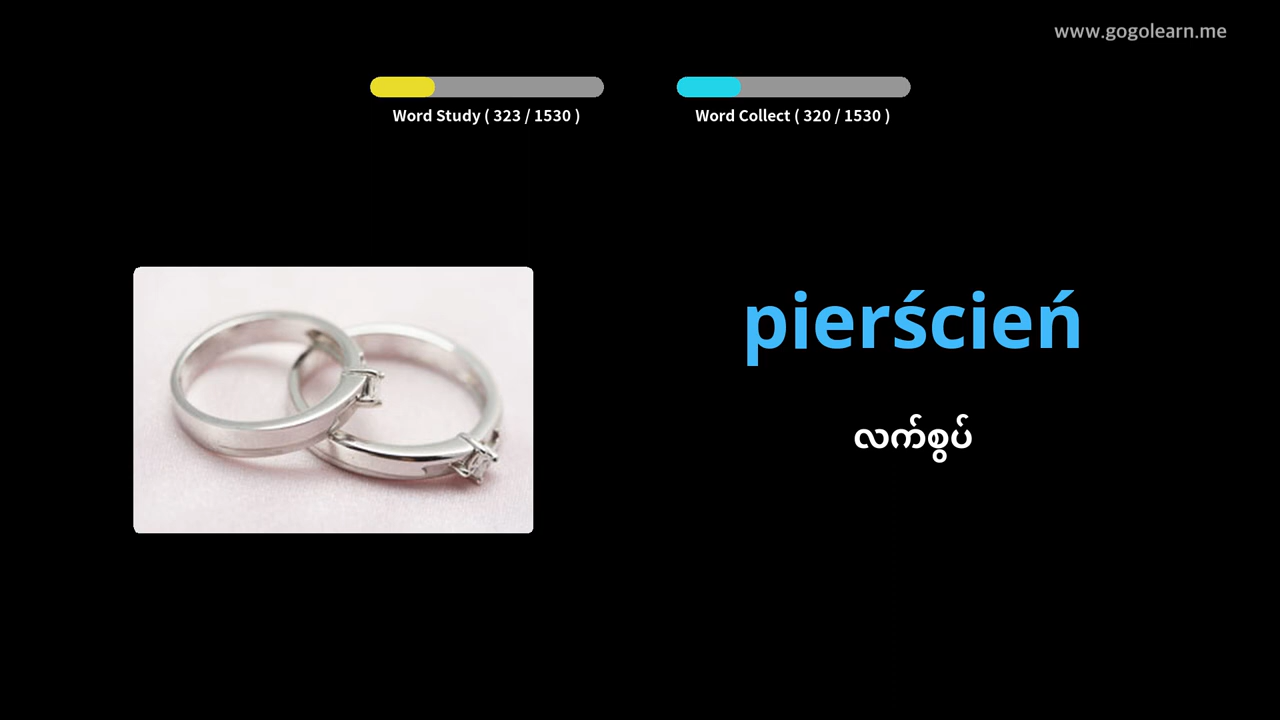 www.gogolearn.me
Word Study ( 323 / 1530 )
Word Collect ( 320 / 1530 )
pierścień
လက်စွပ်